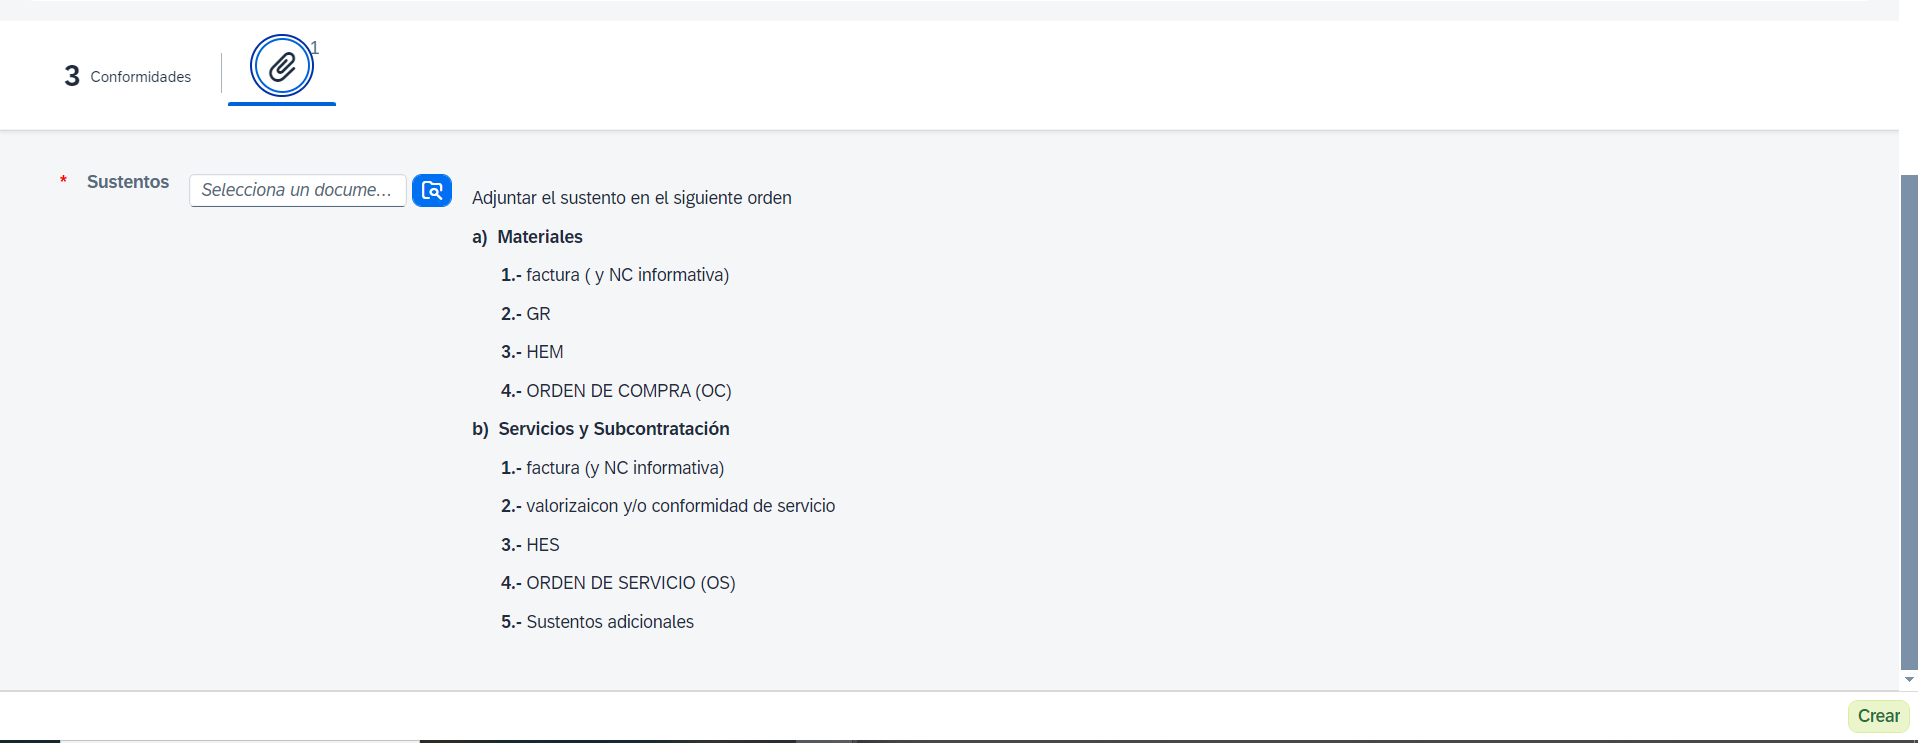 3 Conformidades
1
* Sustentos
Selecciona un docume...
Adjuntar el sustento en el siguiente orden
a) Materiales
1.- factura ( y NC informativa)
2.- GR
3.- HEM
4.- ORDEN DE COMPRA (OC)
b) Servicios y Subcontratación
1.- factura (y NC informativa)
2.- valorizaicon y/o conformidad de servicio
3.- HES
4.- ORDEN DE SERVICIO (OS)
5.- Sustentos adicionales
Crear